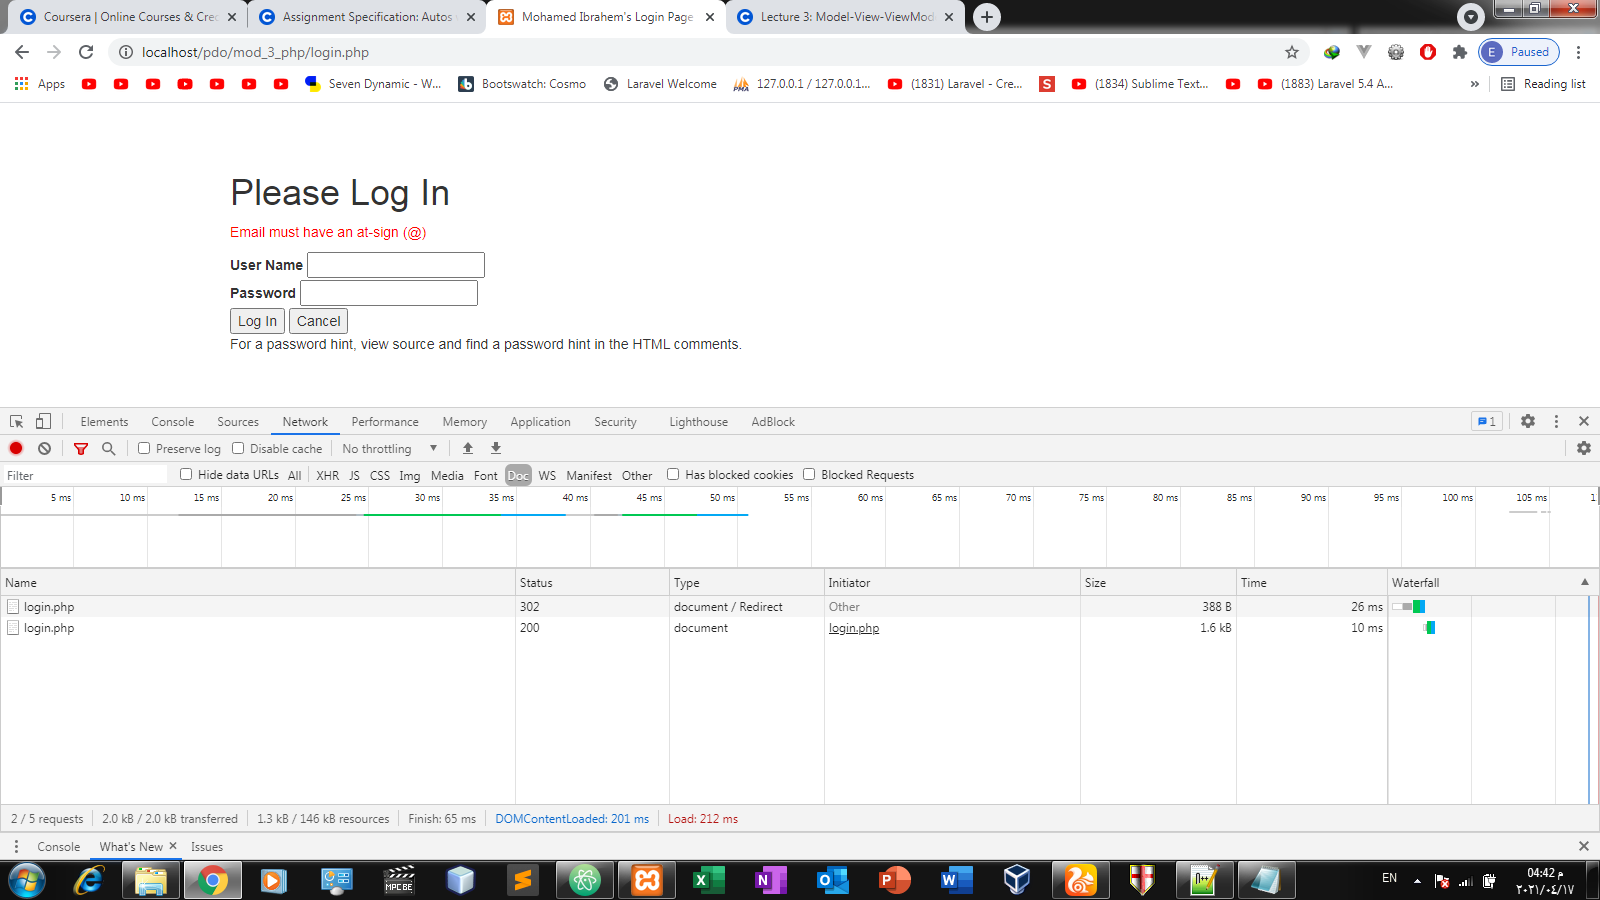 Coursera | Online Courses & Cred
Assignment Specification: Autos
Mohamed Ibrahem's Login Page
Lecture 3: Model-View-ViewMod
localhost/pdo/mod_3_php/login.php
E Paused
Apps
Seven Dynamic - W...
Bootswatch: Cosmo
Laravel Welcome
127.0.0.1 / 127.0.0.1...
(1831) Laravel - Cre...
S
(1834) Sublime Text...
(1883) Laravel 5.4 A...
»
Reading list
Please Log In
Email must have an at-sign (@)
User Name
Password
Log In Cancel
For a password hint, view source and find a password hint in the HTML comments.
Elements Console Sources Network Performance Memory Application Security Lighthouse AdBlock 1
Preserve log Disable cache No throttling
Filter Hide data URLs All XHR JS CSS Img Media Font Doc WS Manifest Other Has blocked cookies Blocked Requests
5 ms 10 ms 15 ms 20 ms 25 ms 30 ms 35 ms 40 ms 45 ms 50 ms 55 ms 60 ms 65 ms 70 ms 75 ms 80 ms 85 ms 90 ms 95 ms 100 ms 105 ms 1
Name Status Type Initiator Size Time Waterfall
login.php 302 document / Redirect Other 388 B 26 ms
login.php 200 document login.php 1.6 kB 10 ms
2 / 5 requests 2.0 kB / 2.0 kB transferred 1.3 kB / 146 kB resources Finish: 65 ms DOMContentLoaded: 201 ms Load: 212 ms
Console What's New Issues
EN
04:42 م
٢٠٢١/٠٤/١٧